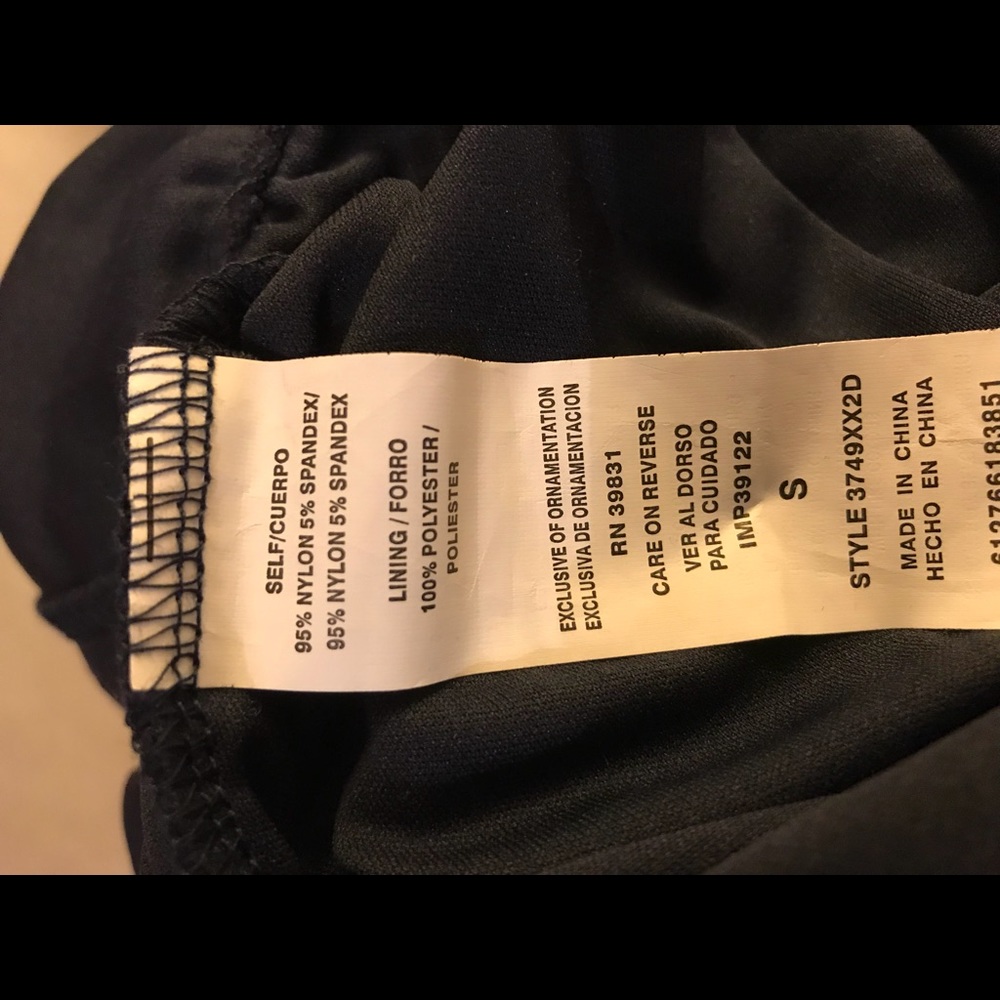 SELF/CUERPO
95% NYLON 5% SPANDEX/
95% NYLON 5% SPANDEX
LINING / FORRO
100% POLYESTER /
POLIESTER
EXCLUSIVE OF ORNAMENTATION
EXCLUSIVA DE ORNAMENTACION
RN 39831
CARE ON REVERSE
VER AL DORSO
PARA CUIDADO
IMP39122
S
STYLE 3749XX2D
MADE IN CHINA
HECHO EN CHINA